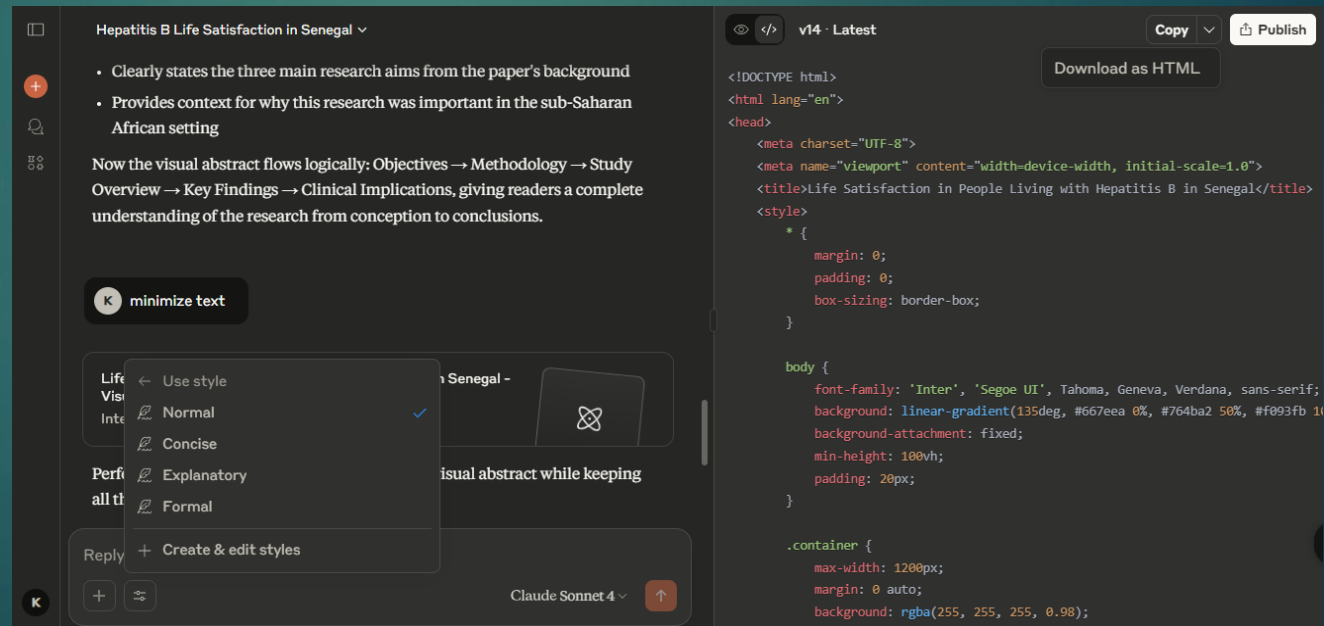 Hepatitis B Life Satisfaction in Senegal
• Clearly states the three main research aims from the paper's background
• Provides context for why this research was important in the sub-Saharan
African setting
Now the visual abstract flows logically: Objectives → Methodology → Study
Overview → Key Findings → Clinical Implications, giving readers a complete
understanding of the research from conception to conclusions.
K minimize text
Life
n Senegal -
Visu
Inte
← Use style
Normal
Concise
Explanatory
Formal
+ Create & edit styles
Perfe
isual abstract while keeping
all th
Reply
Claude Sonnet 4
K
v14 · Latest
Copy
Publish
Download as HTML
<!DOCTYPE html>
<html lang="en">
<head>
<meta charset="UTF-8">
<meta name="viewport" content="width=device-width, initial-scale=1.0">
<title>Life Satisfaction in People Living with Hepatitis B in Senegal</title>
<style>
* {
margin: 0;
padding: 0;
box-sizing: border-box;
}
body {
font-family: 'Inter', 'Segoe UI', Tahoma, Geneva, Verdana, sans-serif;
background: linear-gradient(135deg, #667eea 0%, #764ba2 50%, #f093fb 10
background-attachment: fixed;
min-height: 100vh;
padding: 20px;
}
.container {
max-width: 1200px;
margin: 0 auto;
background: rgba(255, 255, 255, 0.98);